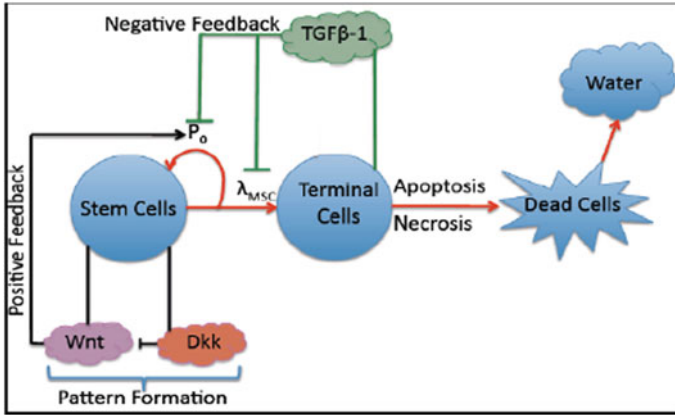 Negative Feedback
TGFβ-1
Water
P₀
Positive Feedback
Stem Cells
λMSC
Terminal
Cells
Apoptosis
Necrosis
Dead Cells
Wnt
Dkk
Pattern Formation